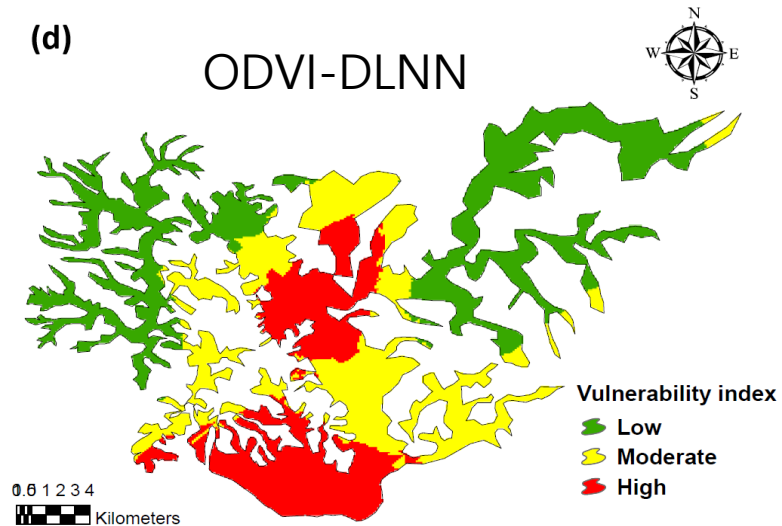 (d)
ODVI-DLNN
N
W E
S
Vulnerability index
Low
Moderate
High
1 2 3 4
Kilometers